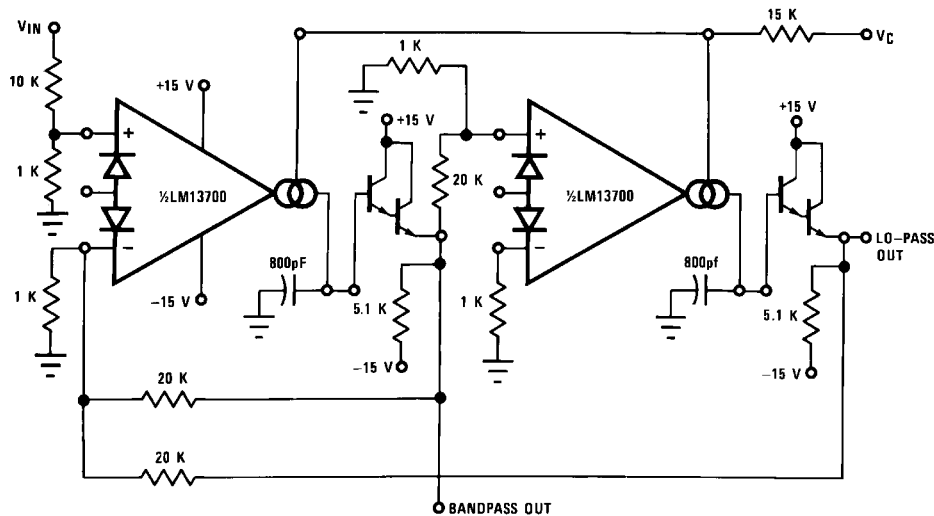 VIN
15 K
VC
1 K
10 K
+15 V
+15 V
+15 V
+
+
1 K
½LM13700
20 K
½LM13700
−
−
LO-PASS OUT
800pF
800pf
1 K
−15 V
5.1 K
1 K
5.1 K
−15 V
−15 V
20 K
20 K
BANDPASS OUT